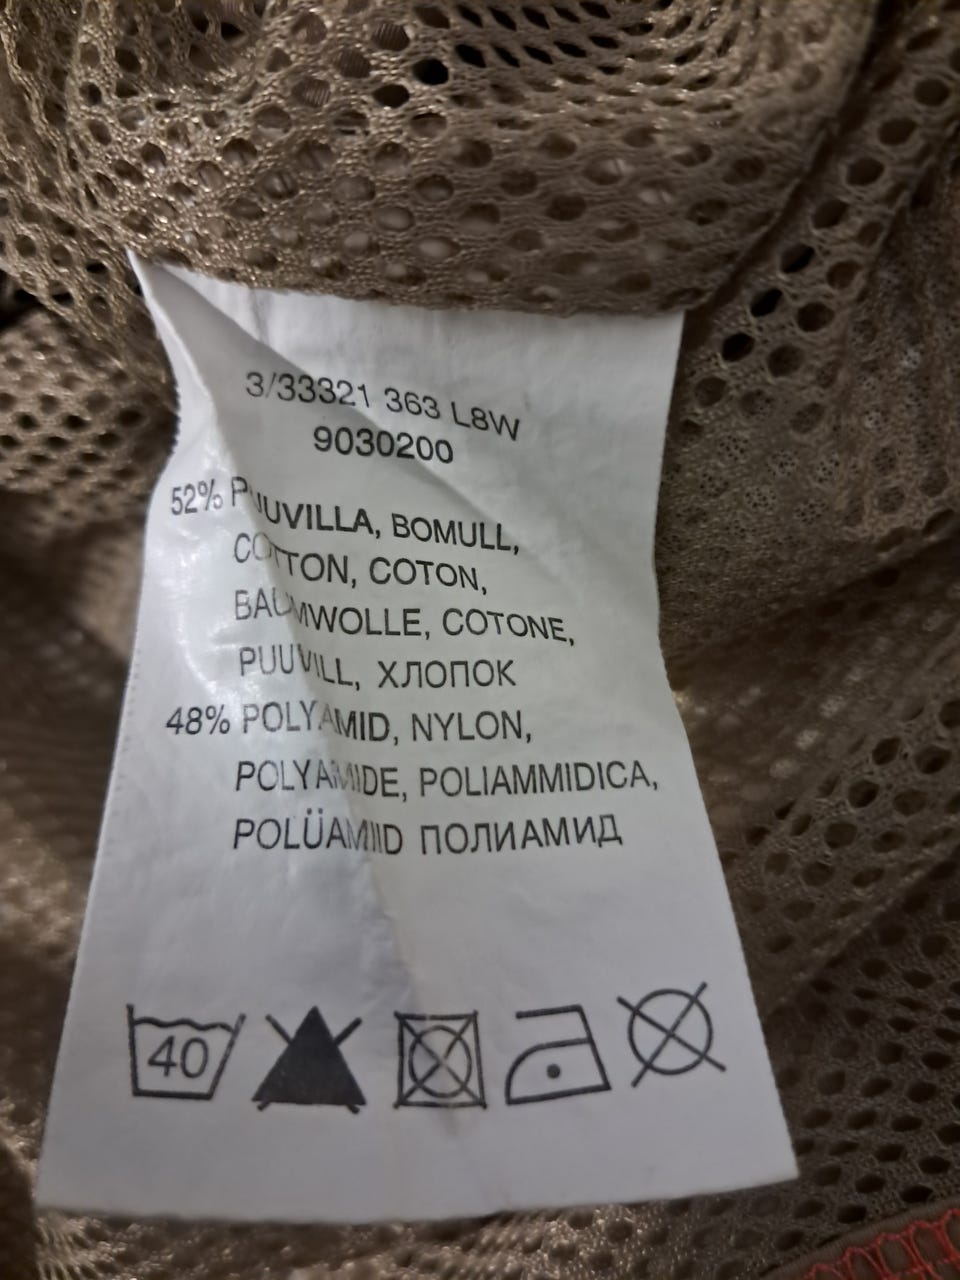 3/33321 363 L8W
9030200
52% PUUVILLA, BOMULL,
COTTON, COTON,
BAUMWOLLE, COTONE,
PUUVILL, ХЛОПОК
48% POLYAMID, NYLON,
POLYAMIDE, POLIAMMIDICA,
POLÜAMIID ПОЛИАМИД
40